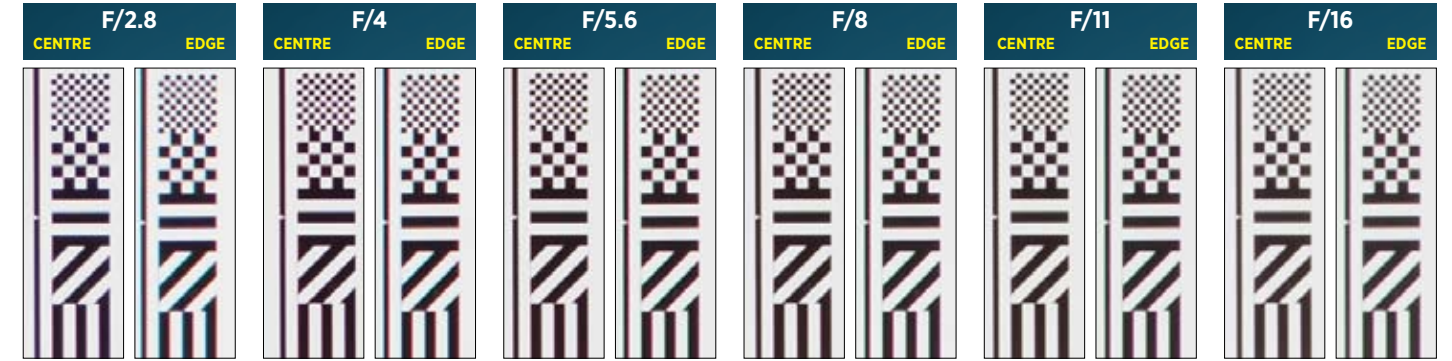 F/2.8
CENTRE EDGE
F/4
CENTRE EDGE
F/5.6
CENTRE EDGE
F/8
CENTRE EDGE
F/11
CENTRE EDGE
F/16
CENTRE EDGE